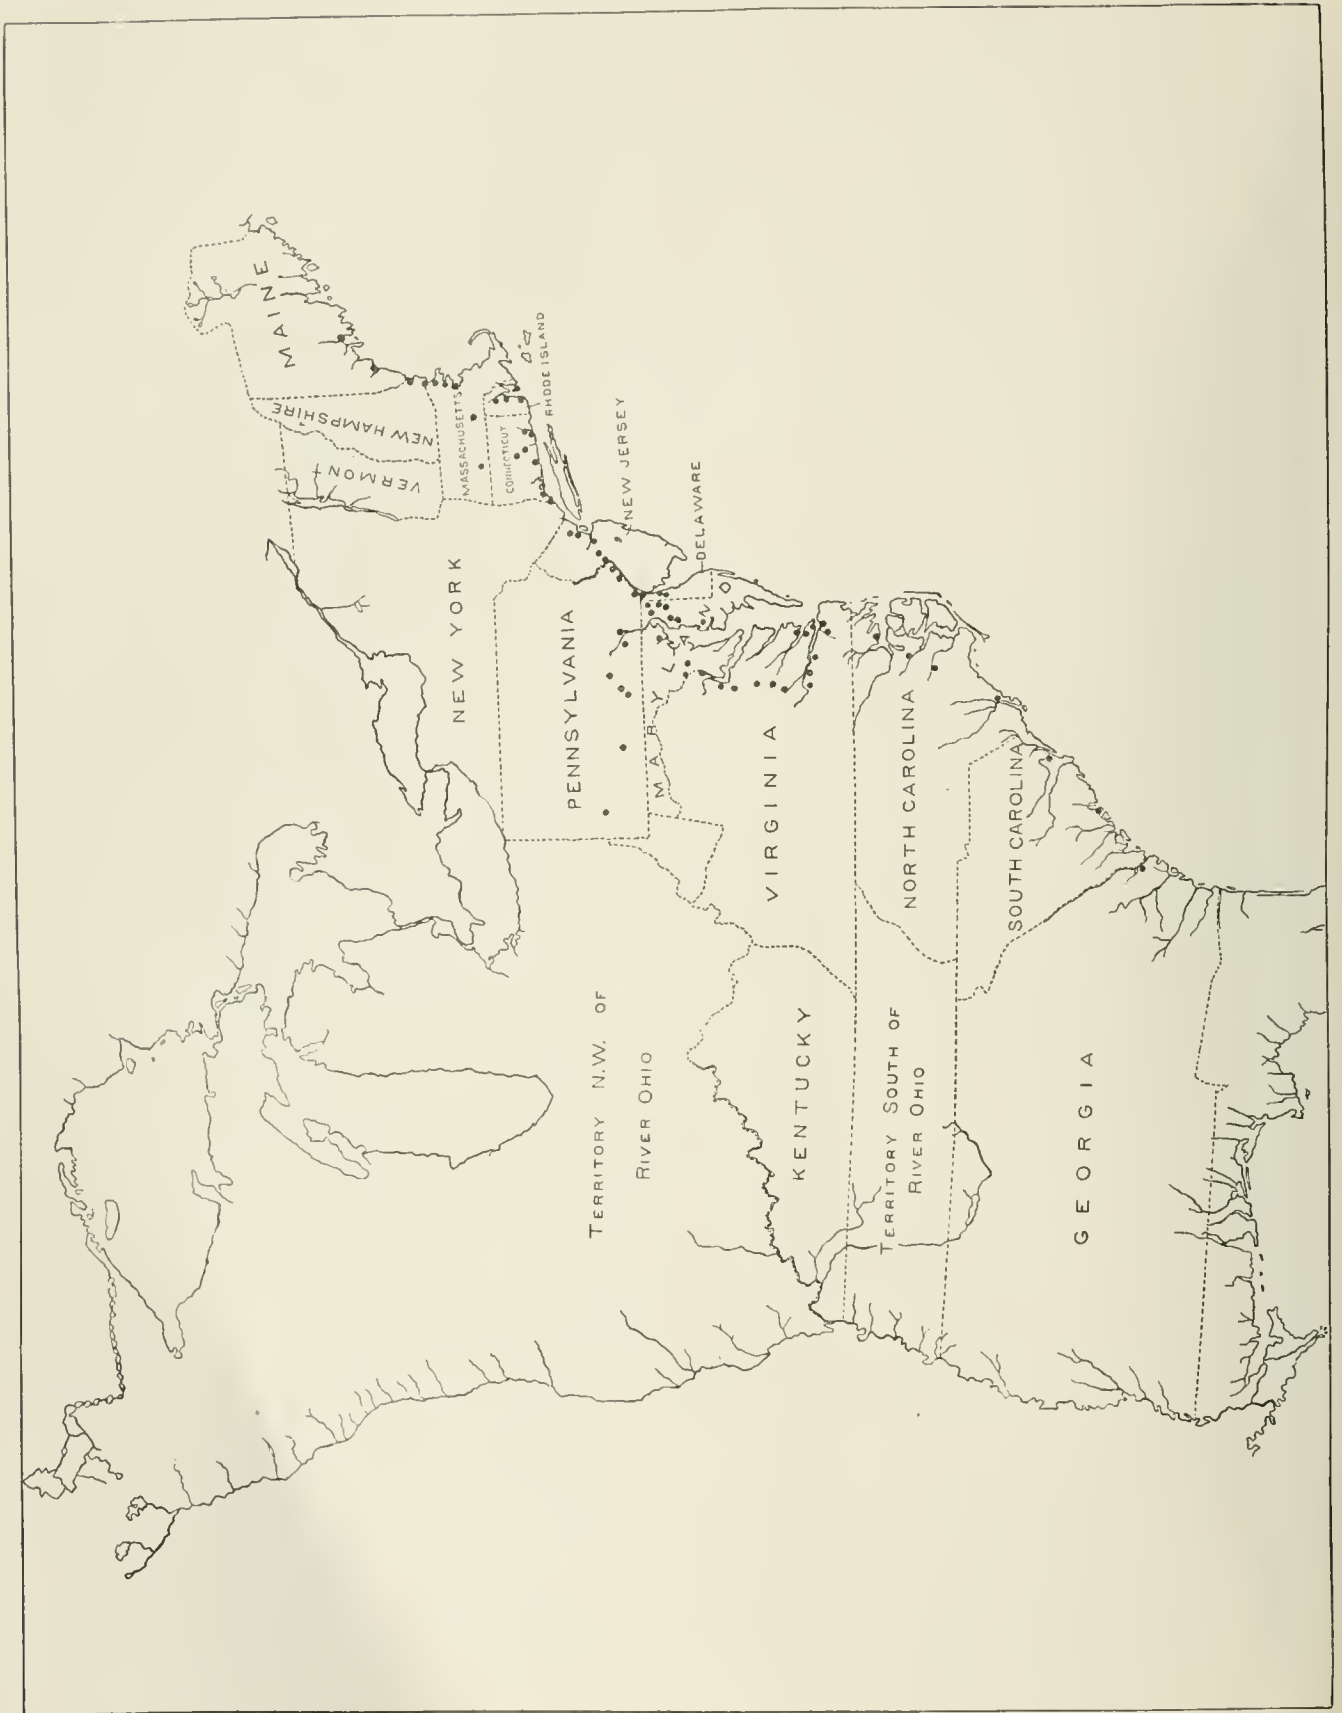 MAINE
NEW HAMPSHIRE
VERMONT
MASSACHUSETTS
RHODE ISLAND
CONNECTICUT
NEW YORK
NEW JERSEY
PENNSYLVANIA
DELAWARE
MARYLAND
VIRGINIA
NORTH CAROLINA
SOUTH CAROLINA
TERRITORY N.W. OF
RIVER OHIO
KENTUCKY
TERRITORY SOUTH OF
RIVER OHIO
GEORGIA